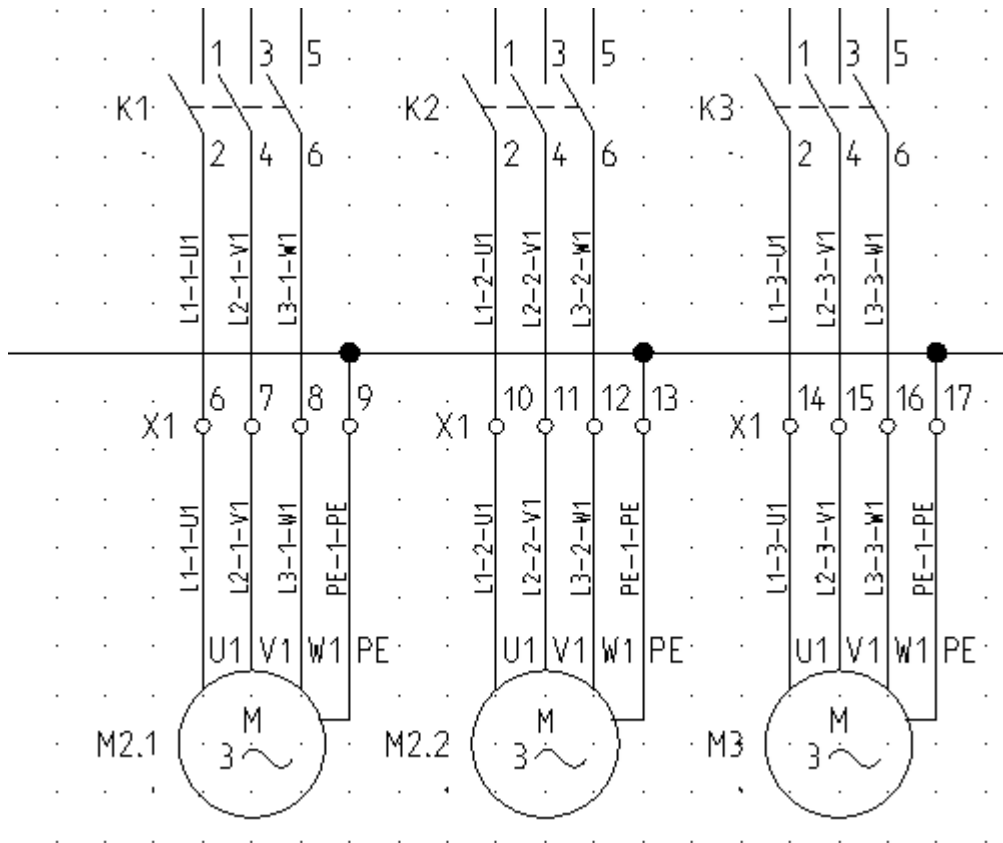 1 3 5 1 3 5 1 3 5
K1 K2 K3
2 4 6 2 4 6 2 4 6
L1-1-U1 L2-1-V1 L3-1-W1 L1-2-U1 L2-2-V1 L3-2-W1 L1-3-U1 L2-3-V1 L3-3-W1
6 7 8 9 10 11 12 13 14 15 16 17
X1 X1 X1
L1-1-U1 L2-1-V1 L3-1-W1 PE-1-PE L1-2-U1 L2-2-V1 L3-2-W1 PE-1-PE L1-3-U1 L2-3-V1 L3-3-W1 PE-1-PE
U1 V1 W1 PE U1 V1 W1 PE U1 V1 W1 PE
M M M
M2.1 3 M2.2 3 M3 3